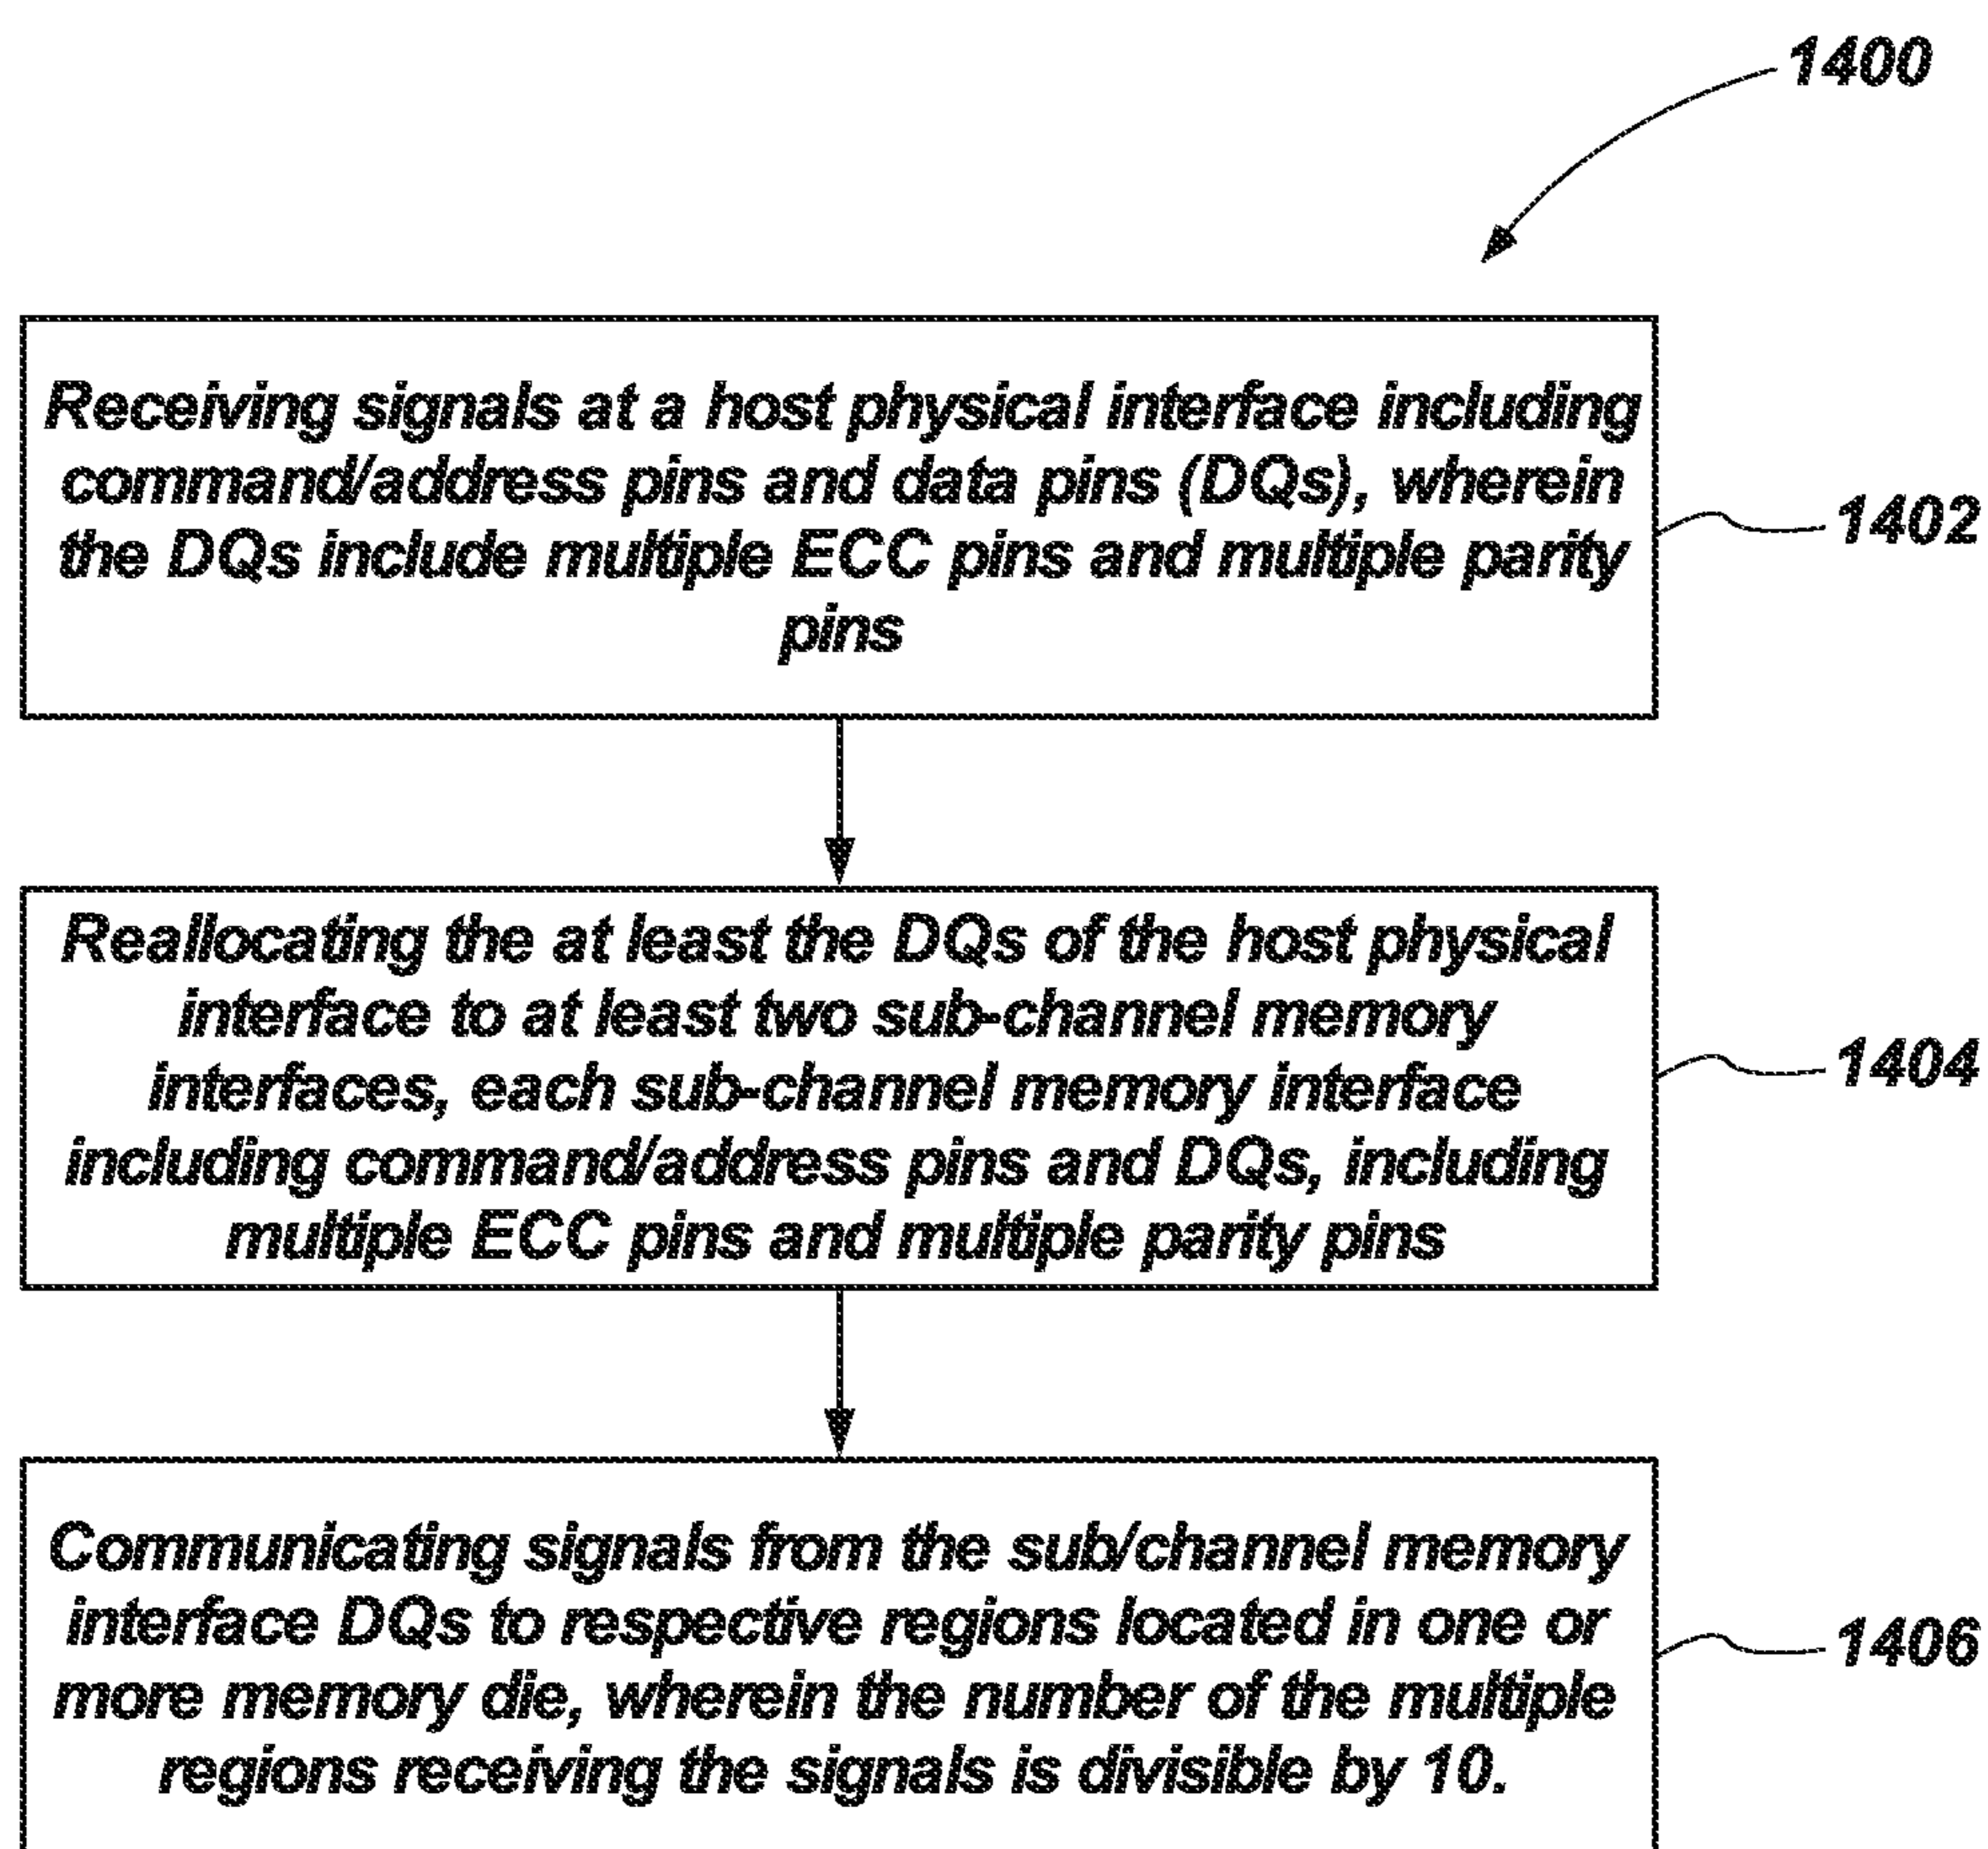 1400
Receiving signals at a host physical interface including
command/address pins and data pins (DQs), wherein
the DQs include multiple ECC pins and multiple parity
pins
1402
Reallocating the at least the DQs of the host physical
interface to at least two sub-channel memory
interfaces, each sub-channel memory interface
including command/address pins and DQs, including
multiple ECC pins and multiple parity pins
1404
Communicating signals from the sub/channel memory
interface DQs to respective regions located in one or
more memory die, wherein the number of the multiple
regions receiving the signals is divisible by 10.
1406